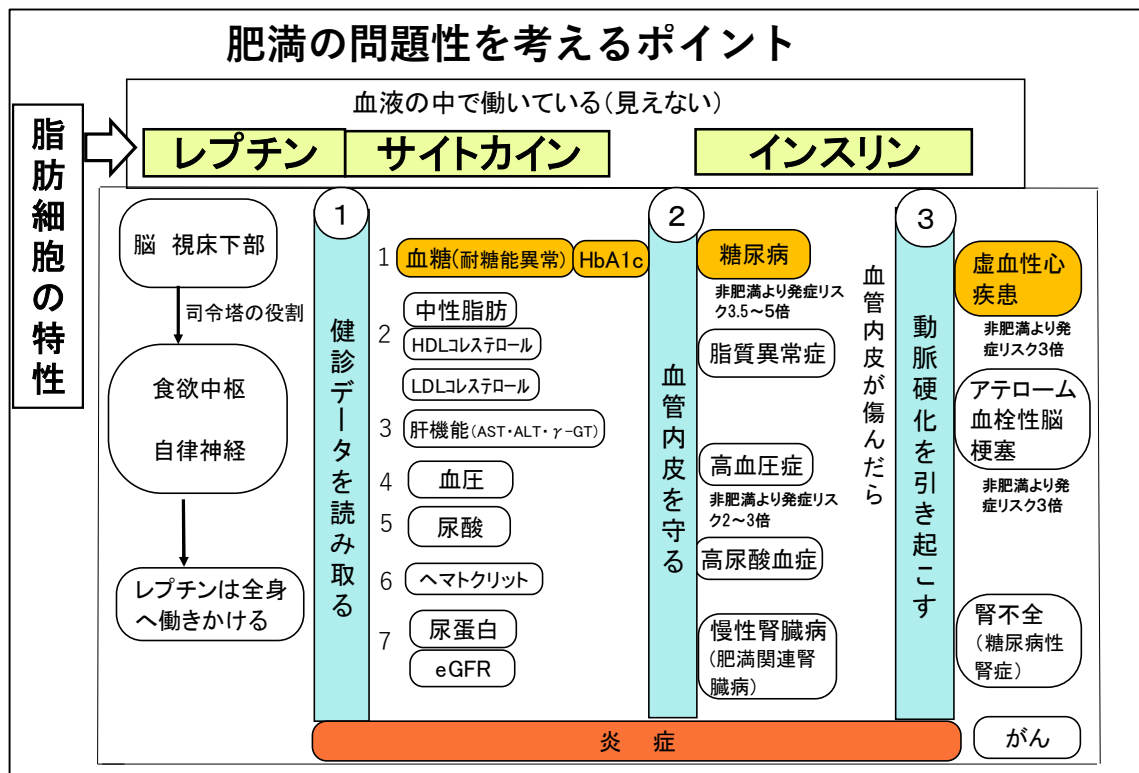 肥満の問題性を考えるポイント
脂肪細胞の特性
血液の中で働いている(見えない)
レプチン
サイトカイン
インスリン
脳 視床下部
司令塔の役割
食欲中枢
自律神経
レプチンは全身
へ働きかける
1
健診データを読み取る
1 血糖(耐糖能異常) HbA1c
2 中性脂肪
HDLコレステロール
LDLコレステロール
3 肝機能(AST・ALT・γ-GT)
4 血圧
5 尿酸
6 ヘマトクリット
7 尿蛋白
eGFR
2
血管内皮を守る
糖尿病
非肥満より発症リス
ク3.5~5倍
脂質異常症
高血圧症
非肥満より発症リス
ク2~3倍
高尿酸血症
慢性腎臓病
(肥満関連腎
臓病)
血管内皮が傷んだら
3
動脈硬化を引き起こす
虚血性心
疾患
非肥満より発
症リスク3倍
アテローム
血栓性脳
梗塞
非肥満より発
症リスク3倍
腎不全
(糖尿病性
腎症)
がん
炎 症